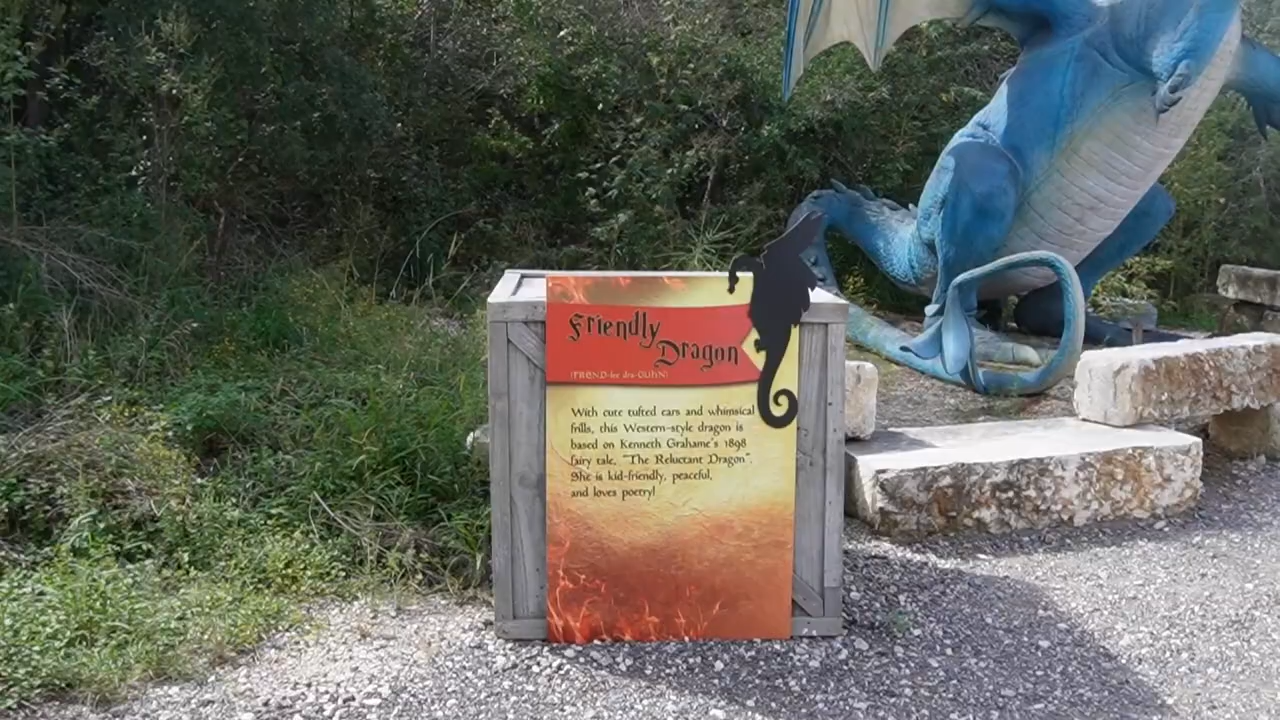 Friendly
Dragon
(FREND-lee dra-GUHN)
With cute tufted ears and whimsical
frills, this Western-style dragon is
based on Kenneth Grahame's 1898
fairy tale, "The Reluctant Dragon".
She is kid-friendly, peaceful,
and loves poetry!